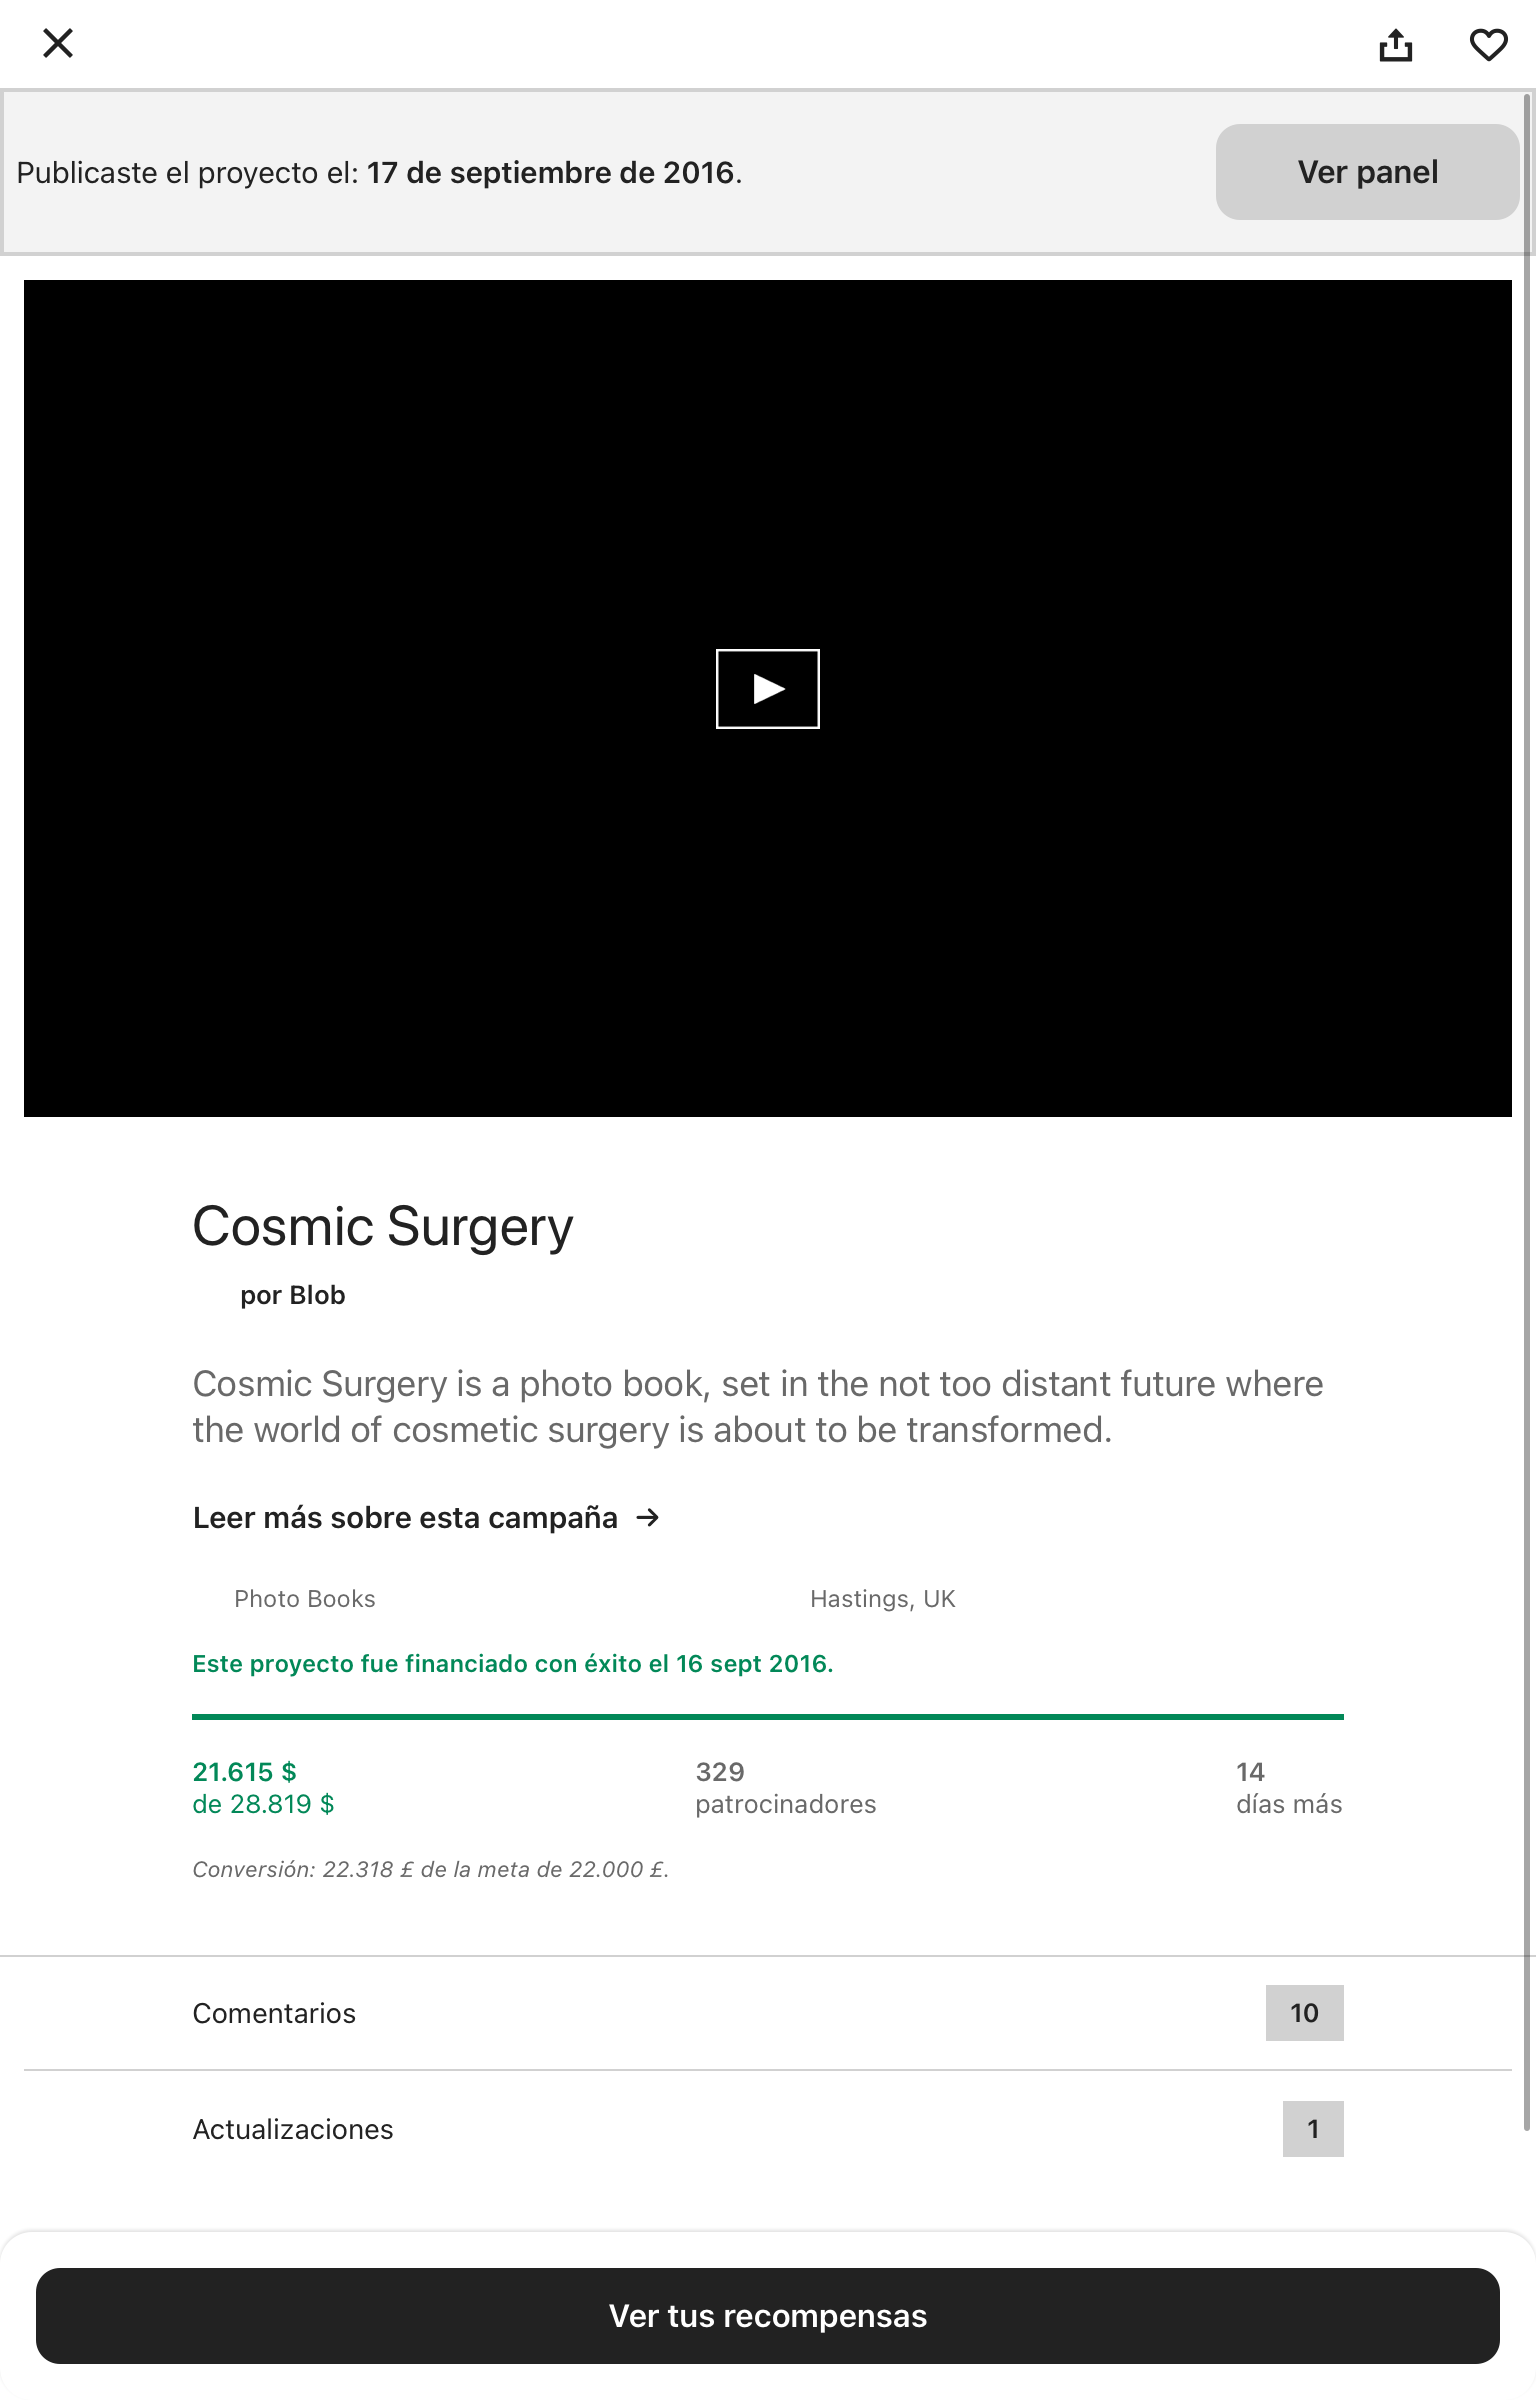 Publicaste el proyecto el: 17 de septiembre de 2016.
Ver panel
Cosmic Surgery
por Blob
Cosmic Surgery is a photo book, set in the not too distant future where
the world of cosmetic surgery is about to be transformed.
Leer más sobre esta campaña →
Photo Books
Hastings, UK
Este proyecto fue financiado con éxito el 16 sept 2016.
21.615 $
de 28.819 $
329
patrocinadores
14
días más
Conversión: 22.318 £ de la meta de 22.000 £.
Comentarios
10
Actualizaciones
1
Ver tus recompensas